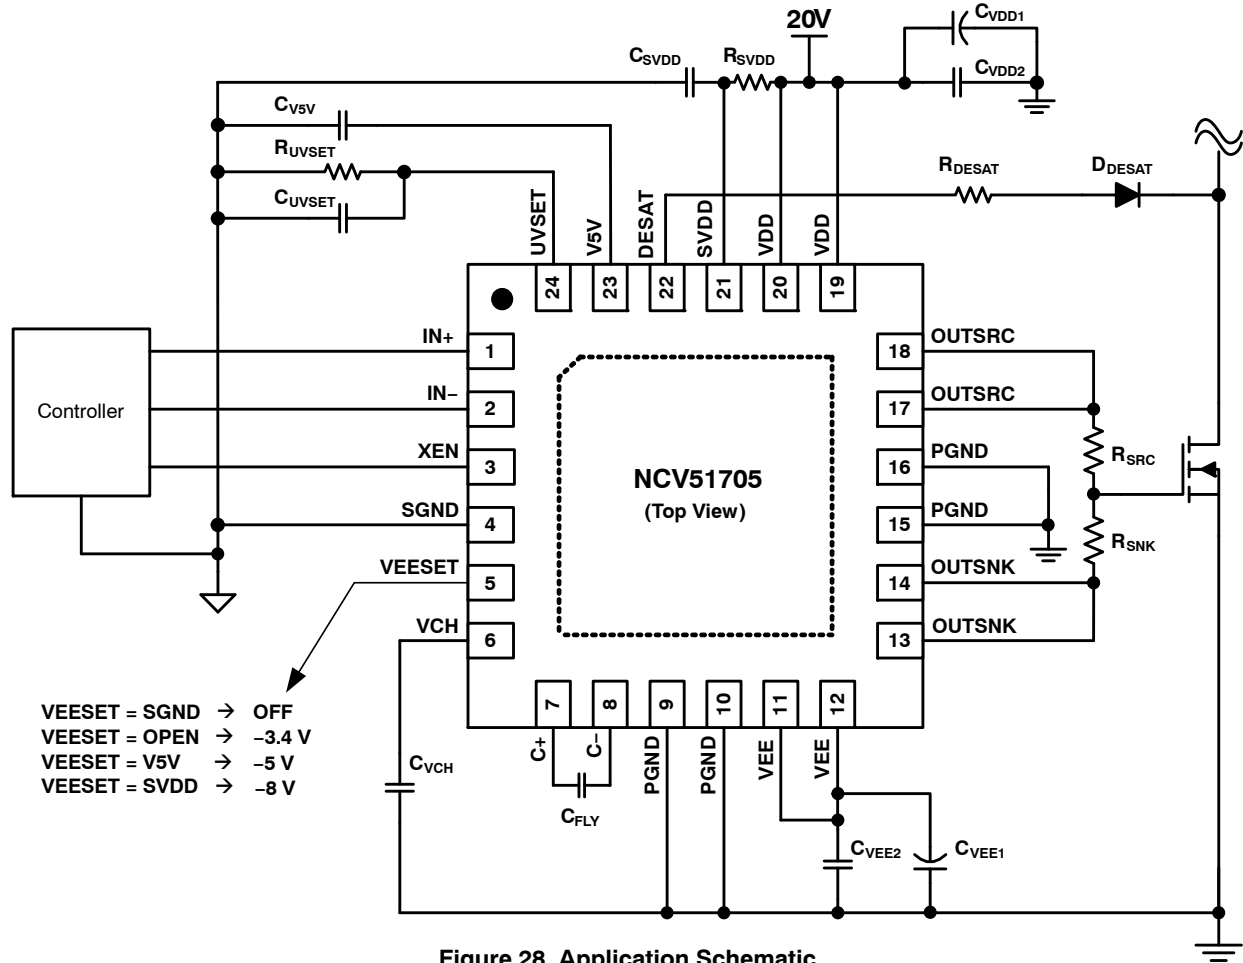 20V
CVDD1
CSVDD
RSVDD
CVDD2
CV5V
RUVSET
CUVSET
RDESAT
DDESAT
UVSET
V5V
DESAT
SVDD
VDD
VDD
24
23
22
21
20
19
Controller
IN+
1
IN−
2
XEN
3
SGND
4
VEESET
5
VCH
6
NCV51705
(Top View)
18
OUTSRC
17
OUTSRC
16
PGND
15
PGND
14
OUTSNK
13
OUTSNK
RSRC
RSNK
7
8
9
10
11
12
C+
C−
PGND
PGND
VEE
VEE
VEESET = SGND → OFF
VEESET = OPEN → −3.4 V
VEESET = V5V → −5 V
VEESET = SVDD → −8 V
CVCH
CFLY
CVEE2
CVEE1
Figure 28. Application Schematic